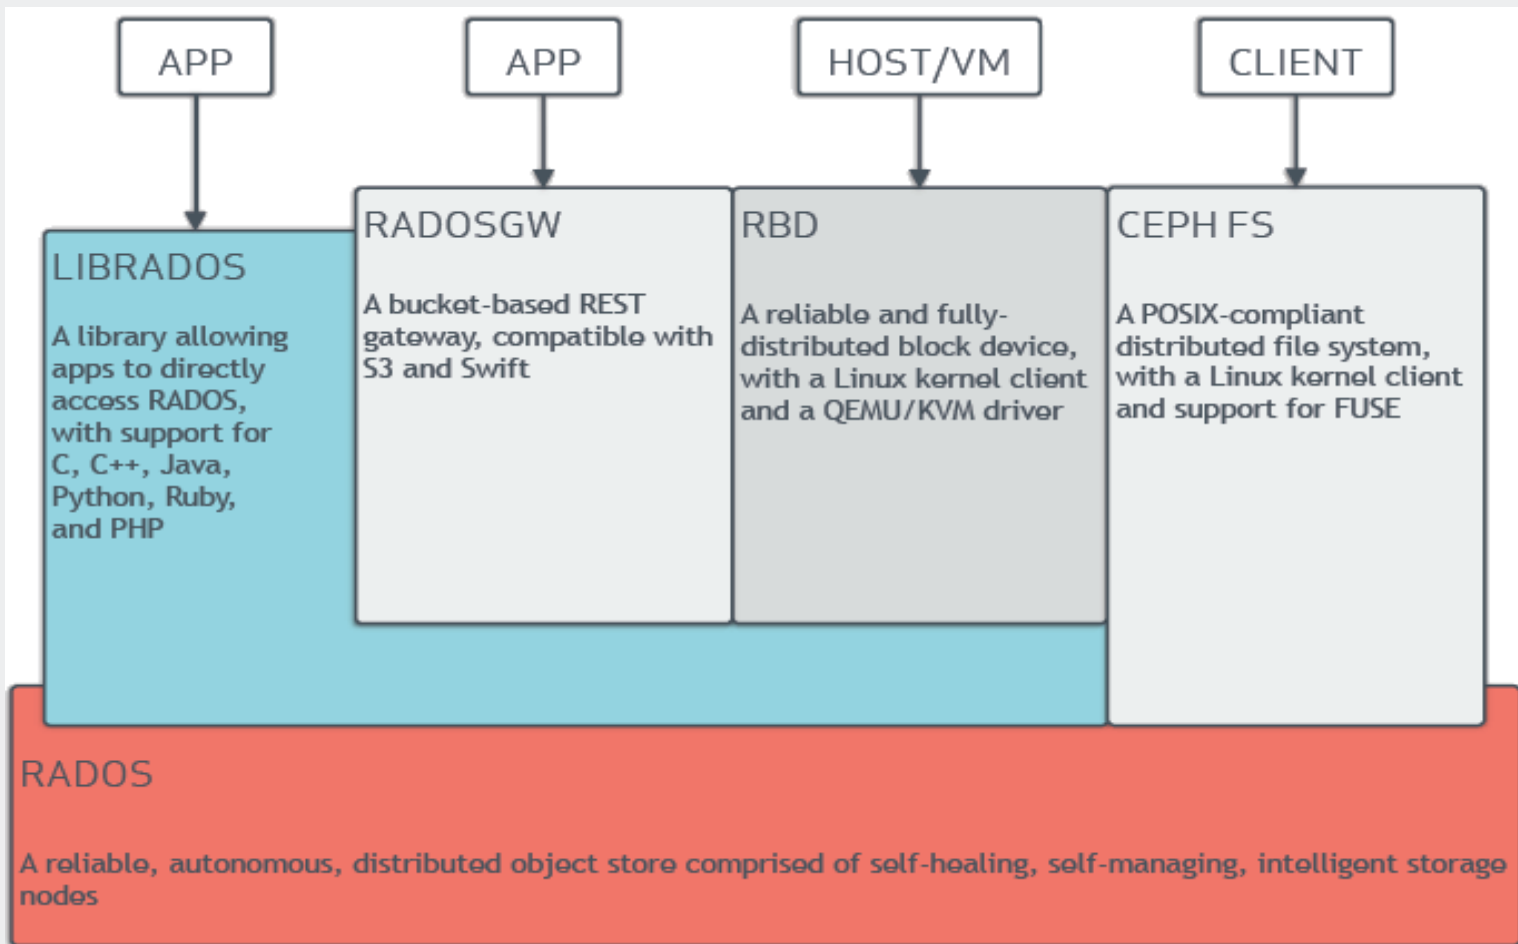 APP
APP
HOST/VM
CLIENT
LIBRADOS
A library allowing
apps to directly
access RADOS,
with support for
C, C++, Java,
Python, Ruby,
and PHP
RADOSGW
A bucket-based REST
gateway, compatible with
S3 and Swift
RBD
A reliable and fully-
distributed block device,
with a Linux kernel client
and a QEMU/KVM driver
CEPH FS
A POSIX-compliant
distributed file system,
with a Linux kernel client
and support for FUSE
RADOS
A reliable, autonomous, distributed object store comprised of self-healing, self-managing, intelligent storage
nodes